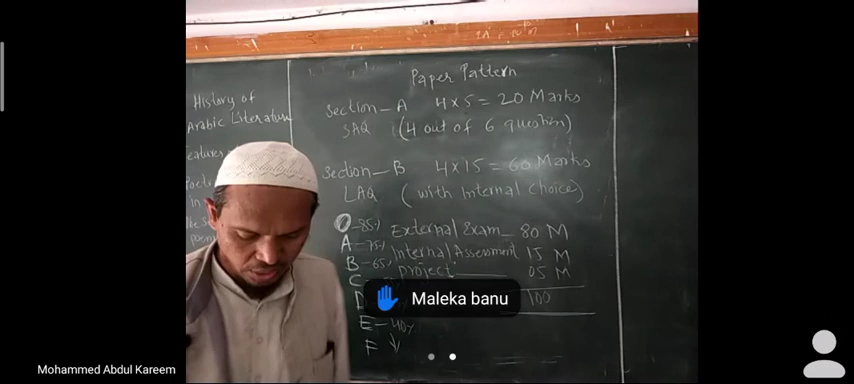 Paper Pattern
Section - A 4 x 5 = 20 Marks
SAQ (4 out of 6 question)
Section - B 4 x 15 = 60 Marks
LAQ (with Internal choice)
O - 85%
External Exam - 80 M
A - 75%
Internal Assessment 15 M
B - 65%
project 05 M
C
D
100
E - 40%
F ↓
History of
Arabic Literature
Maleka banu
Mohammed Abdul Kareem